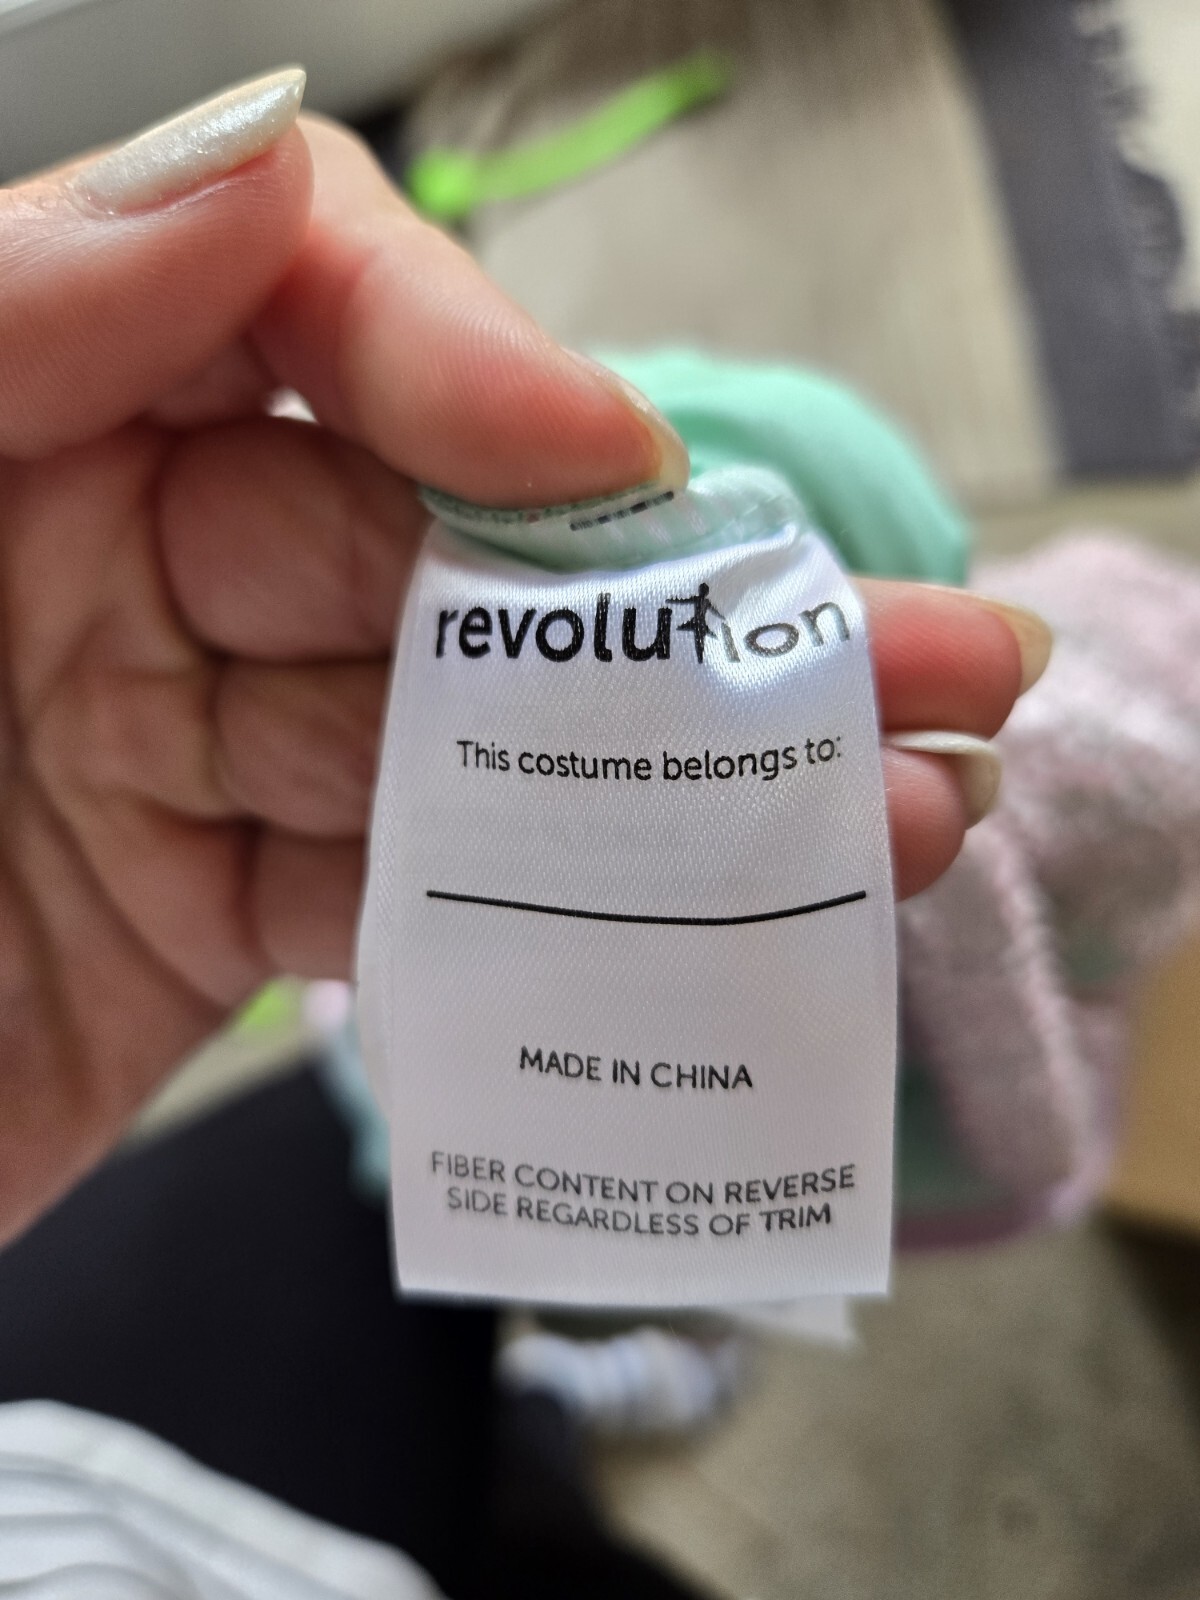 revolution
This costume belongs to:
MADE IN CHINA
FIBER CONTENT ON REVERSE
SIDE REGARDLESS OF TRIM